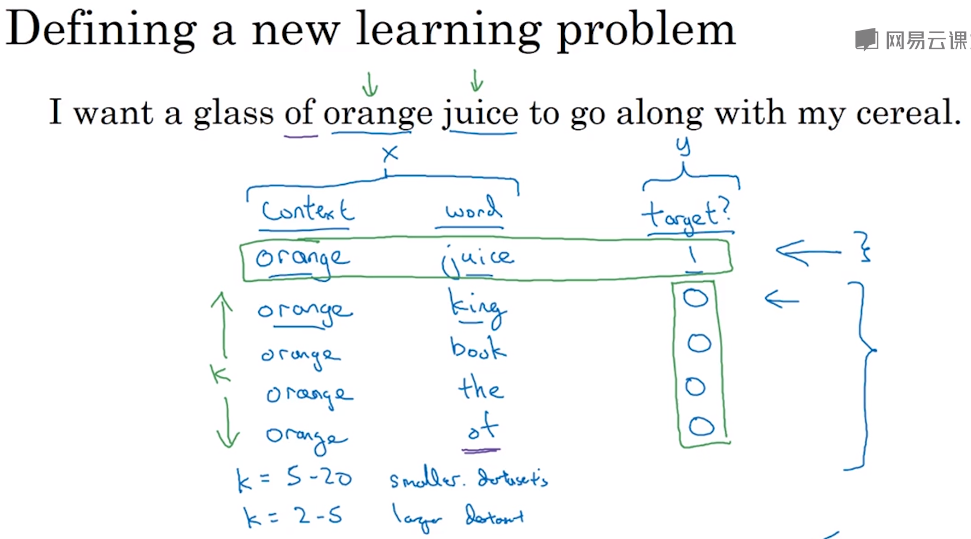 Defining a new learning problem
网易云课
I want a glass of orange juice to go along with my cereal.
x y
context word target?
orange juice 1
orange king 0
orange book 0
orange the 0
orange of 0
k
k = 5-20 smaller datasets
k = 2-5 larger dataset